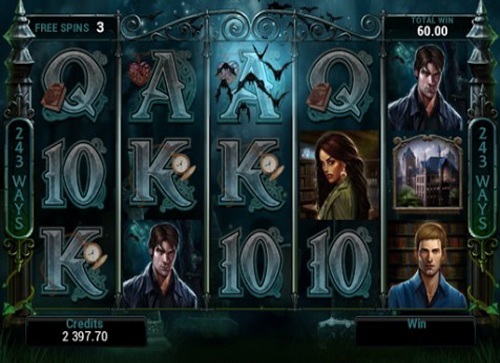 FREE SPINS 3
TOTAL WIN
60.00
Q A A Q
243 WAYS
10 K K
243 WAYS
K 10 10
Credits
2 397.70
Win